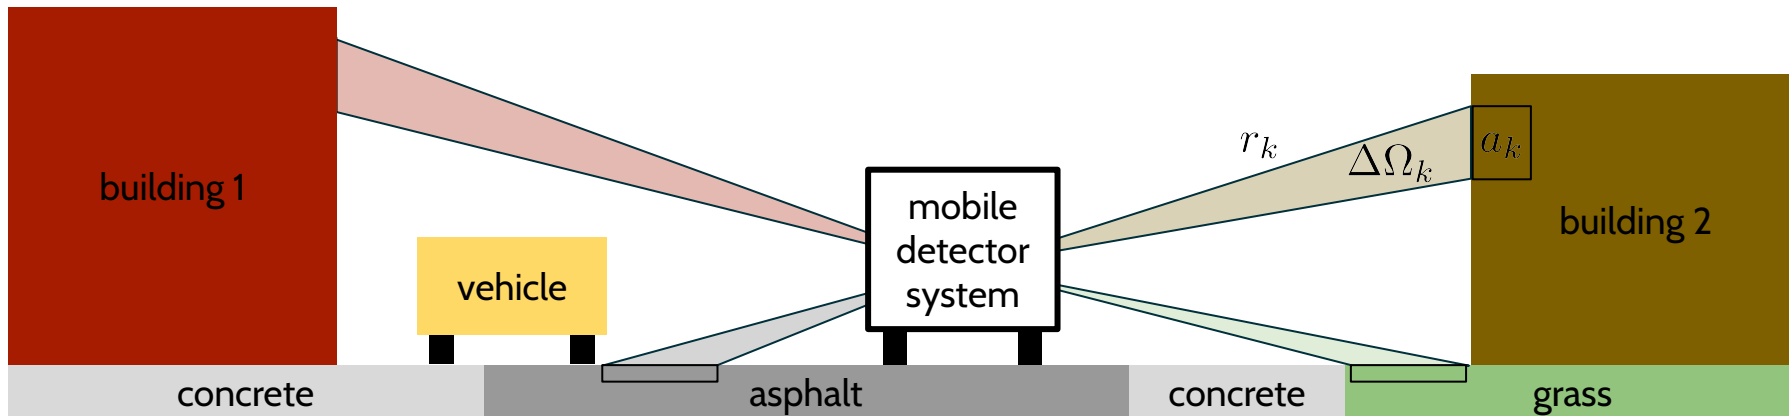 building 1
vehicle
mobile
detector
system
r_k
ΔΩ_k
a_k
building 2
concrete
asphalt
concrete
grass